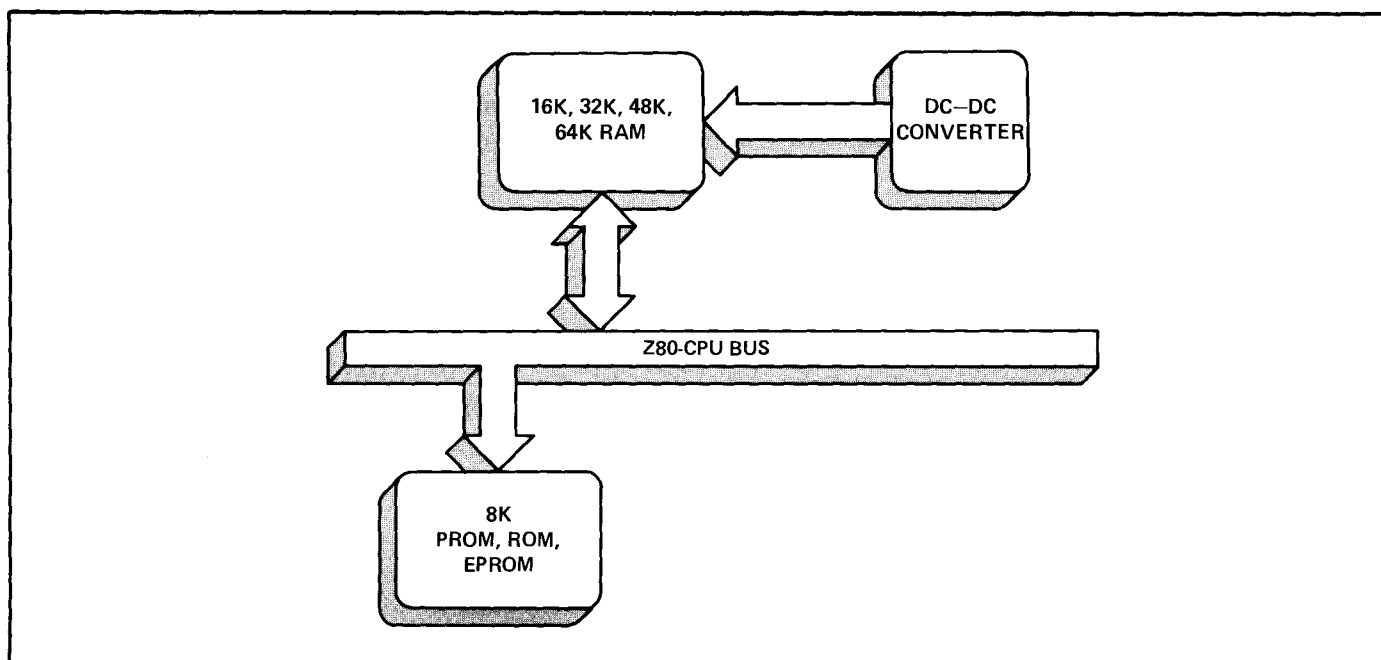 16K, 32K, 48K,
64K RAM
DC–DC
CONVERTER
Z80-CPU BUS
8K
PROM, ROM,
EPROM